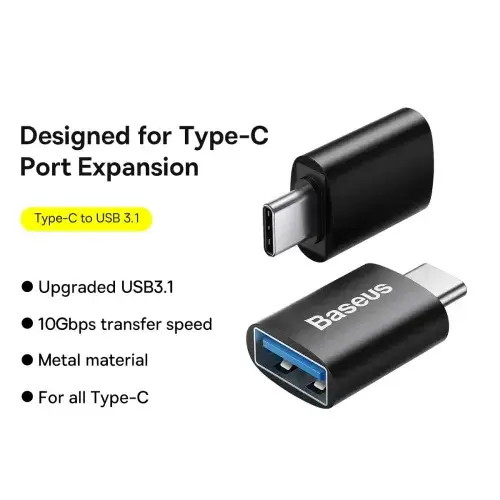 Designed for Type-C
Port Expansion
Type-C to USB 3.1
● Upgraded USB3.1
● 10Gbps transfer speed
● Metal material
● For all Type-C
Baseus